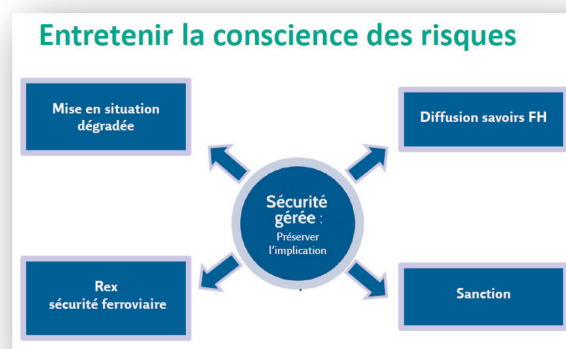 Entretenir la conscience des risques
Mise en situation
dégradée
Diffusion savoirs FH
Sécurité
gérée :
Préserver
l'implication
Rex
sécurité ferroviaire
Sanction